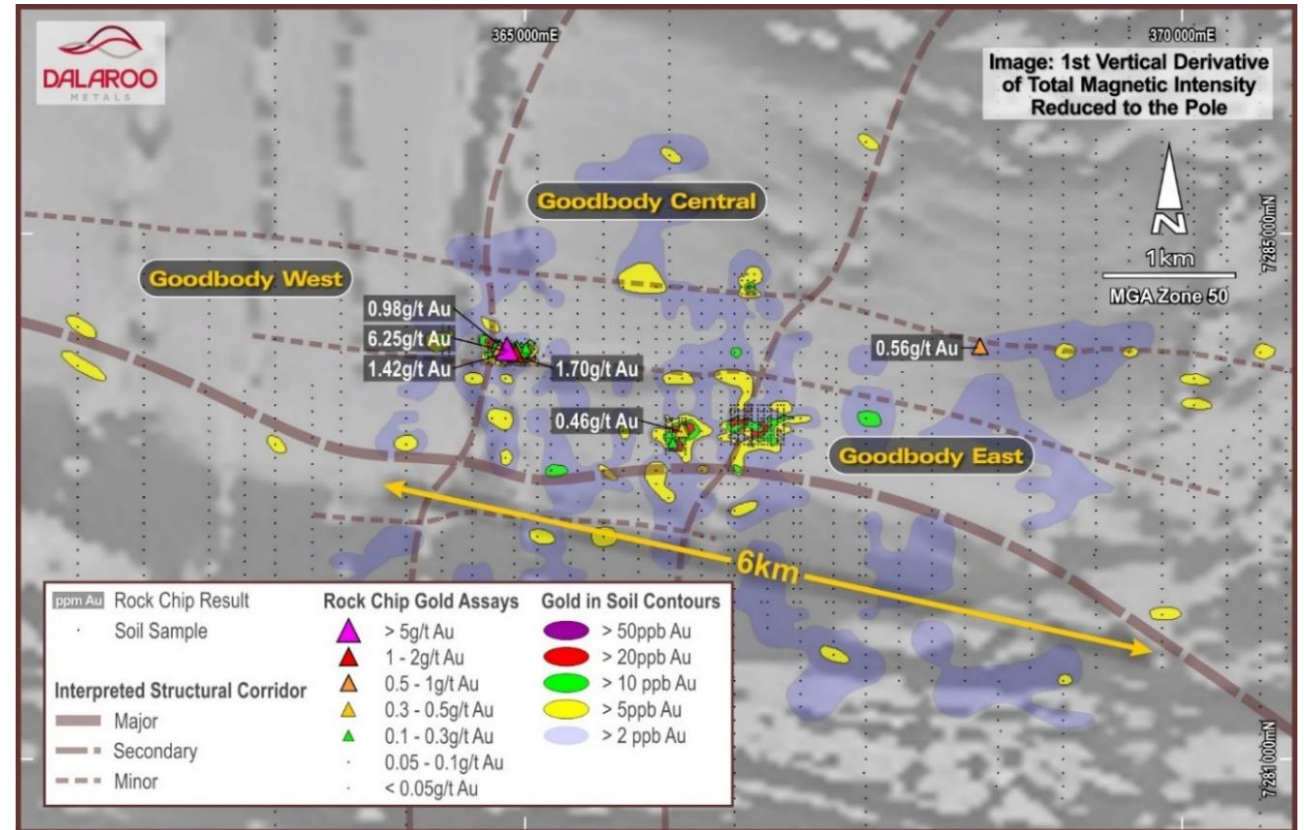 DALAROO
METALS
365 000mE
370 000mE
Image: 1st Vertical Derivative
of Total Magnetic Intensity
Reduced to the Pole
N
1km
MGA Zone 50
7 285 000mN
Goodbody Central
Goodbody West
0.98g/t Au
6.25g/t Au
1.42g/t Au
1.70g/t Au
0.56g/t Au
0.46g/t Au
Goodbody East
6km
7 281 000mN
ppm Au Rock Chip Result
Soil Sample
Interpreted Structural Corridor
Major
Secondary
Minor
Rock Chip Gold Assays
> 5g/t Au
1 - 2g/t Au
0.5 - 1g/t Au
0.3 - 0.5g/t Au
0.1 - 0.3g/t Au
0.05 - 0.1g/t Au
< 0.05g/t Au
Gold in Soil Contours
> 50ppb Au
> 20ppb Au
> 10 ppb Au
> 5ppb Au
> 2 ppb Au